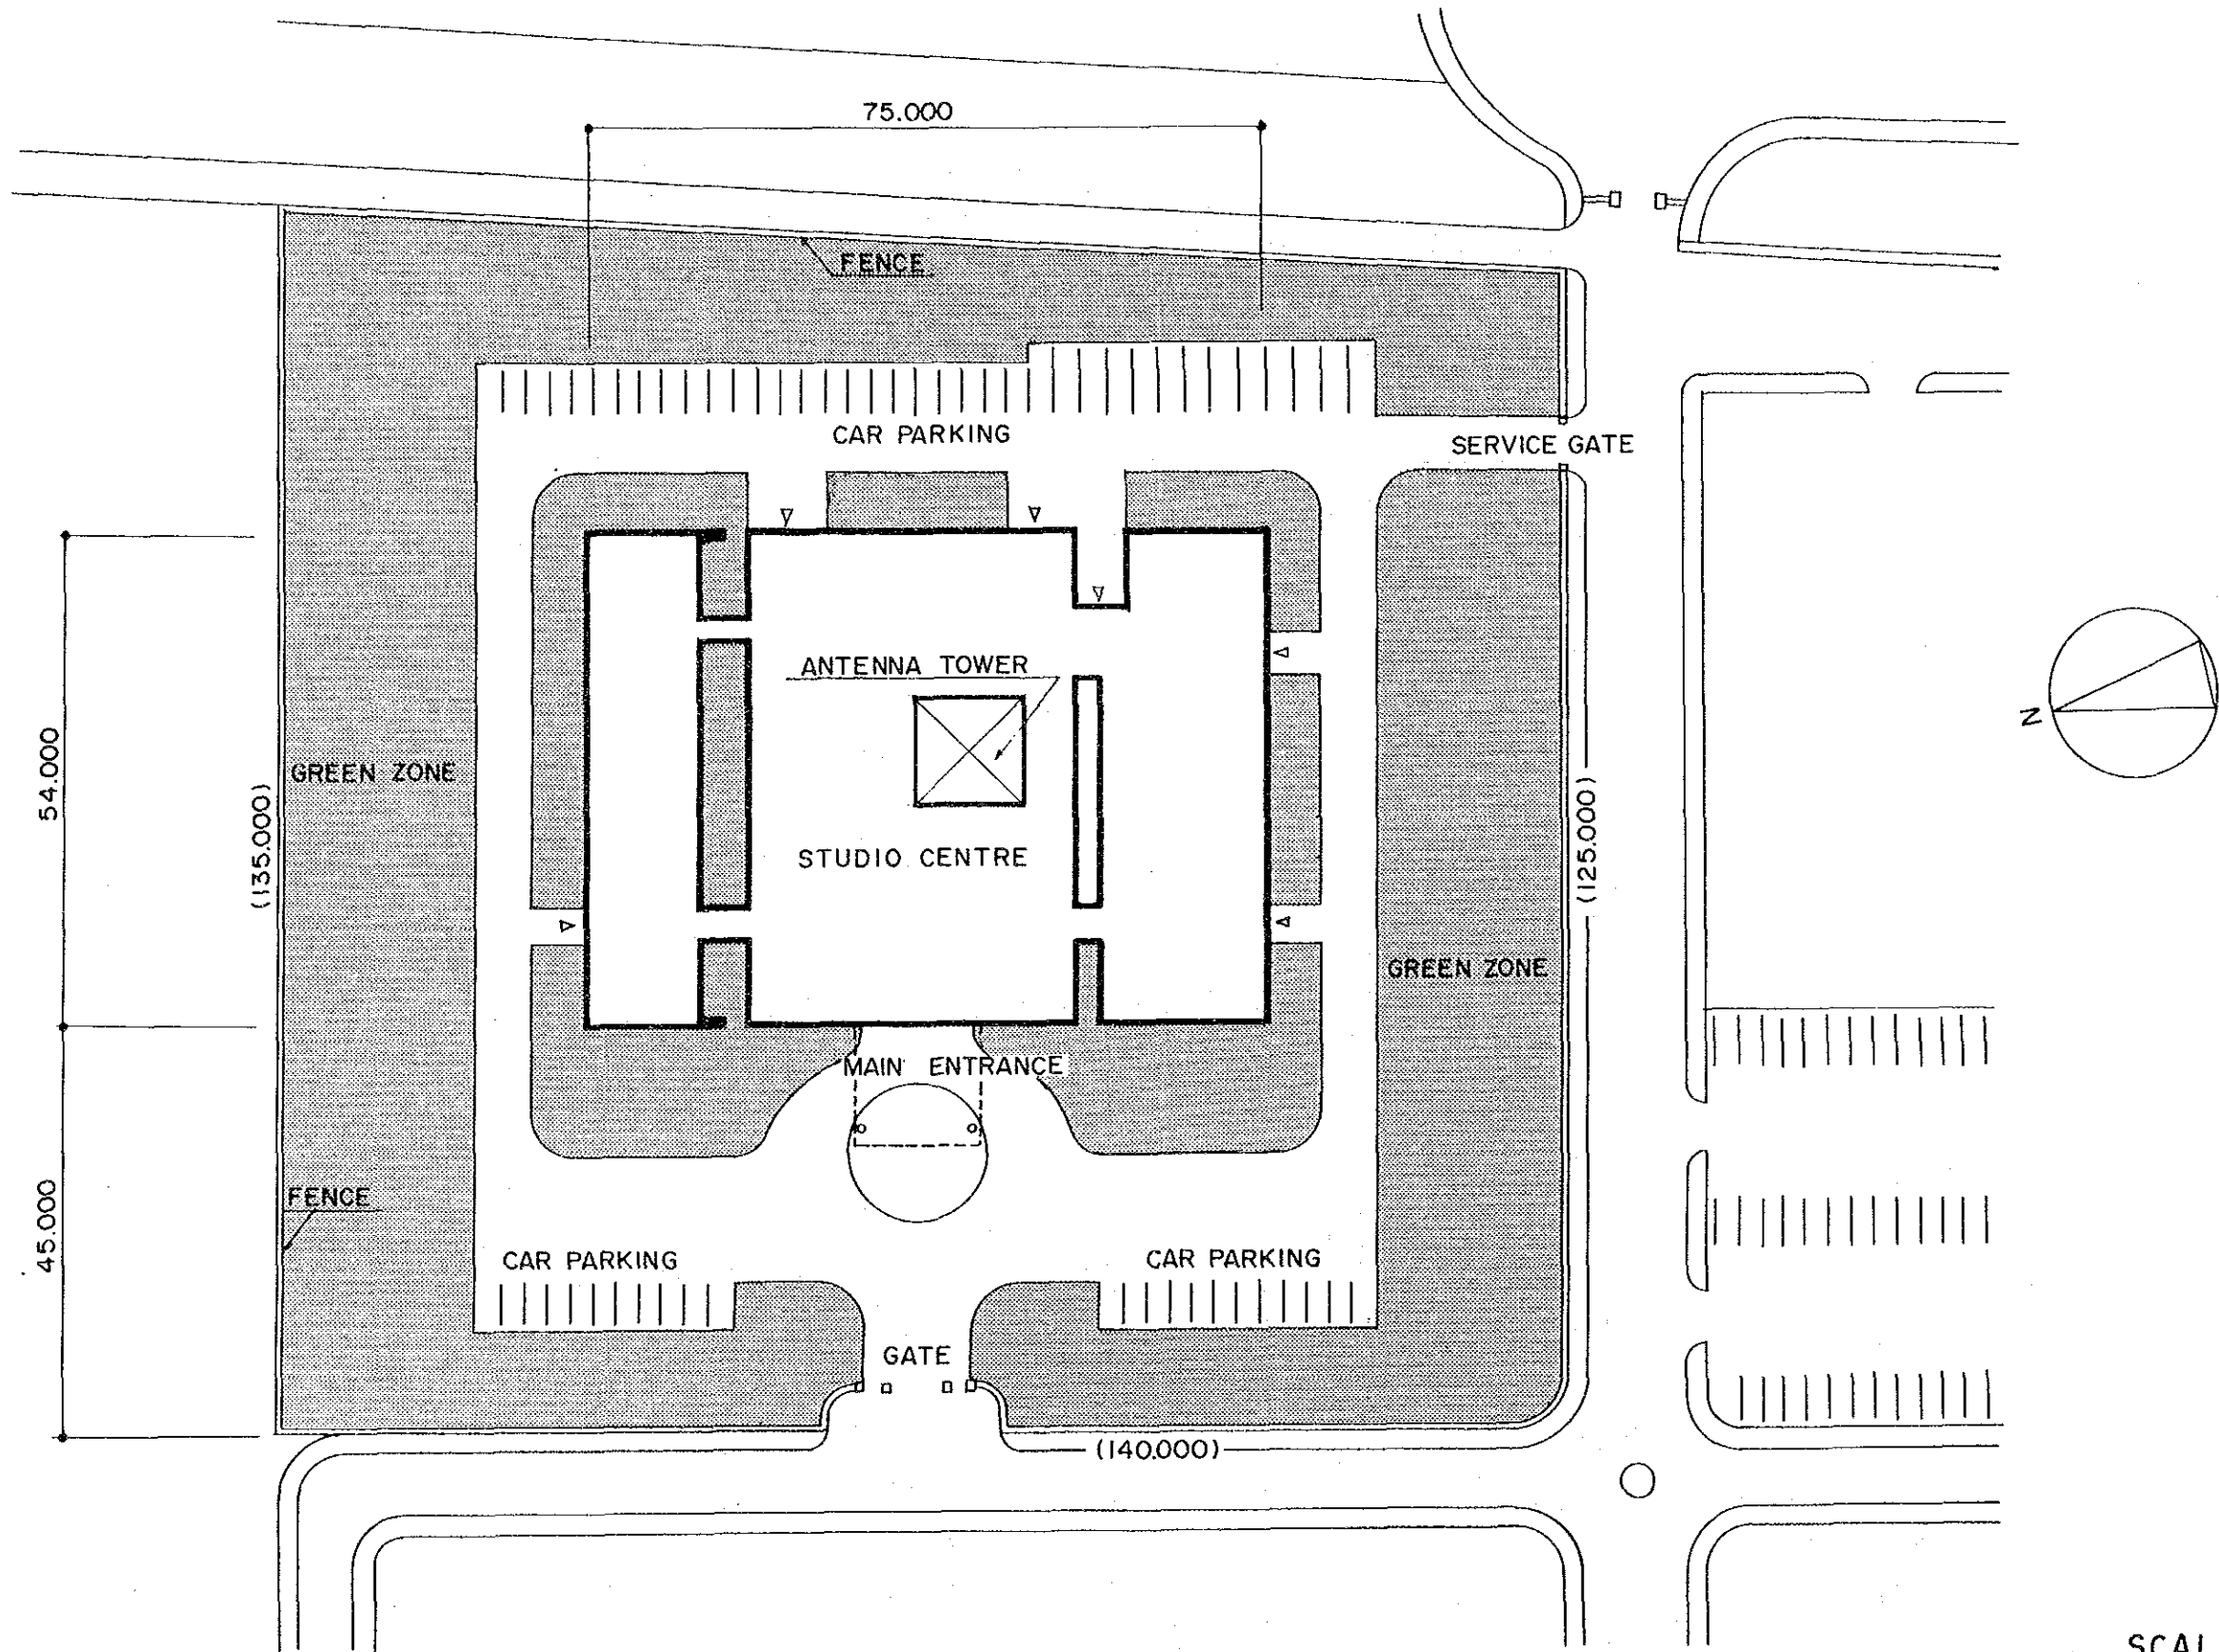 75.000
FENCE
CAR PARKING
SERVICE GATE
ANTENNA TOWER
N
54.000
GREEN ZONE
(135.000)
STUDIO CENTRE
(125.000)
GREEN ZONE
MAIN ENTRANCE
45.000
FENCE
CAR PARKING
CAR PARKING
GATE
(140.000)